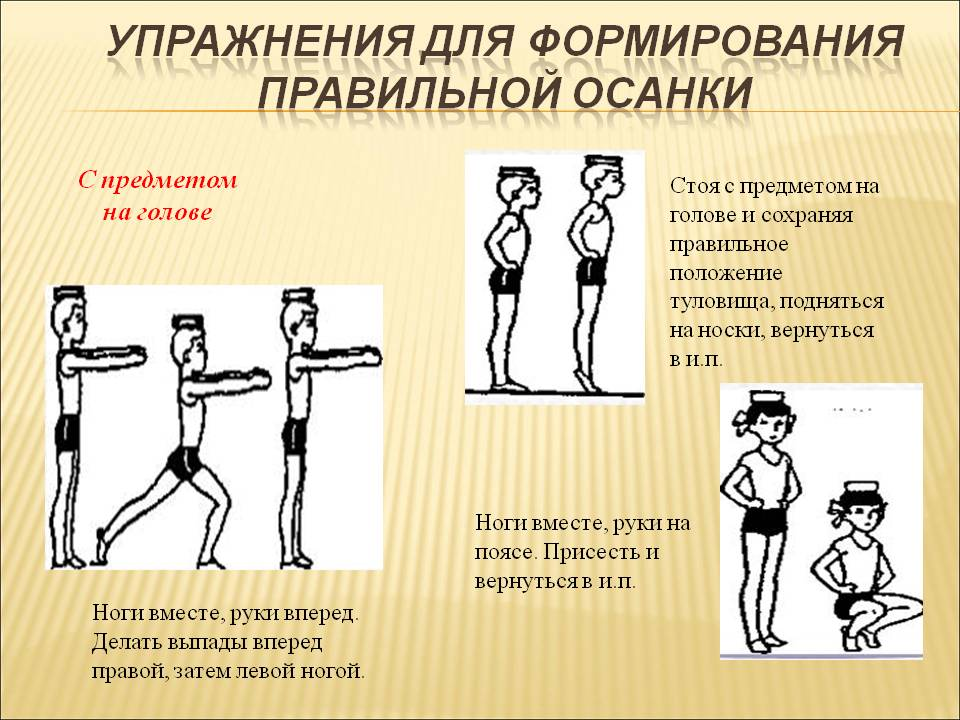 УПРАЖНЕНИЯ ДЛЯ ФОРМИРОВАНИЯ
ПРАВИЛЬНОЙ ОСАНКИ
С предметом
на голове
Стоя с предметом на
голове и сохраняя
правильное
положение
туловища, подняться
на носки, вернуться
в и.п.
Ноги вместе, руки на
поясе. Присесть и
вернуться в и.п.
Ноги вместе, руки вперед.
Делать выпады вперед
правой, затем левой ногой.